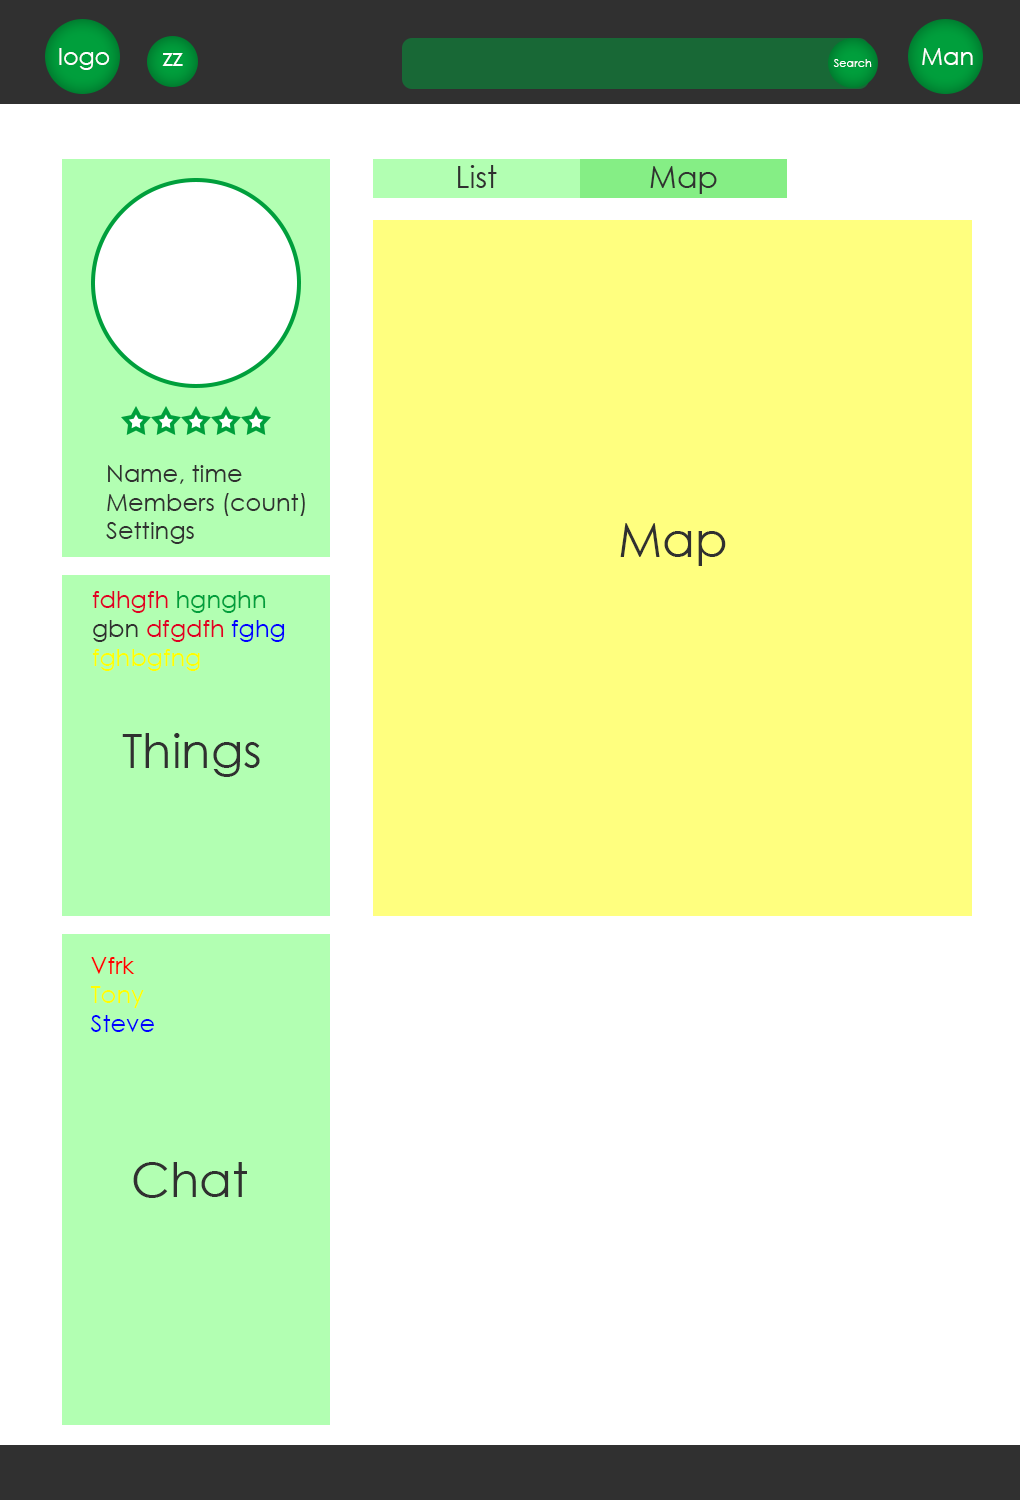 logo
zz
Search
Man
List
Map
Name, time
Members (count)
Settings
fdhgfh hgnghn
gbn dfgdfh fghg
fghbgfng
Things
Map
Vfrk
Tony
Steve
Chat